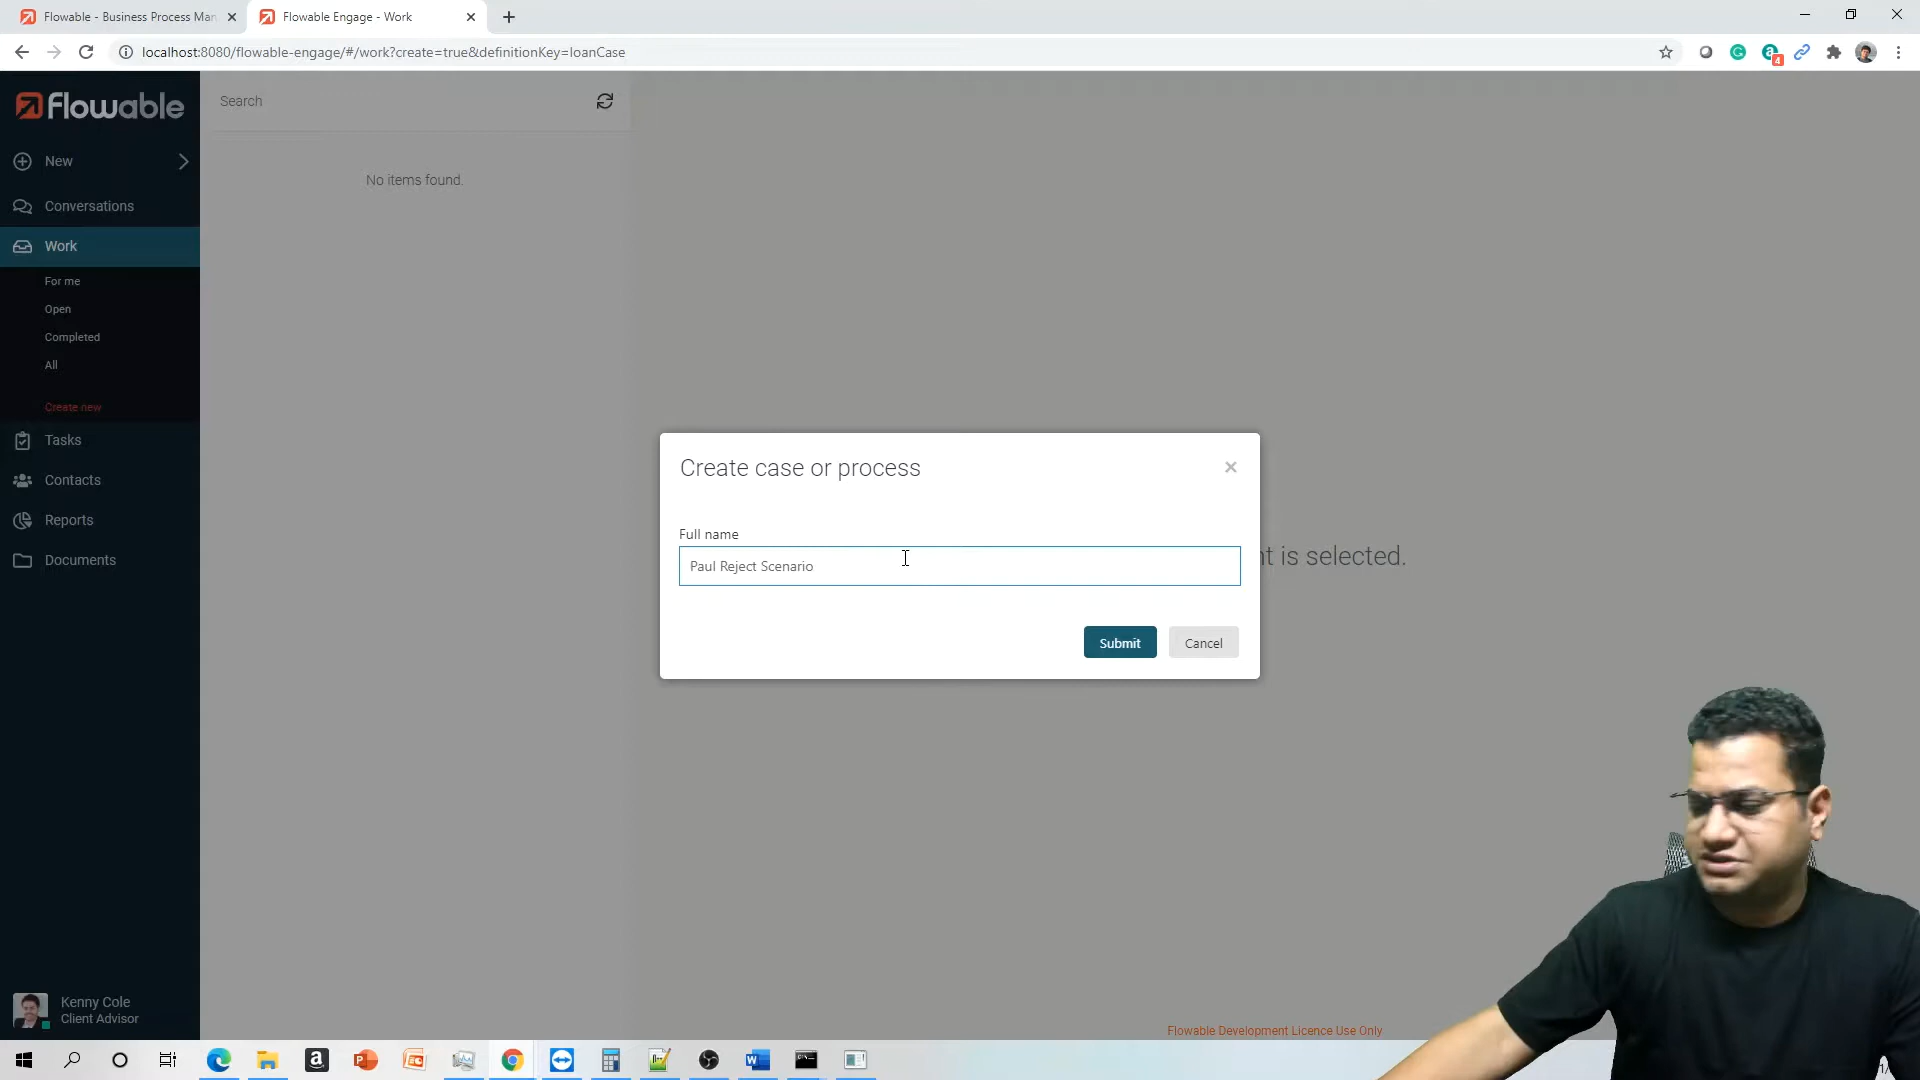 Flowable - Business Process Man
Flowable Engage - Work
localhost:8080/flowable-engage/#/work?create=true&definitionKey=loanCase
4
flowable
New
Conversations
Work
For me
Open
Completed
All
Create new
Tasks
Contacts
Reports
Documents
Kenny Cole
Client Advisor
Search
No items found.
Create case or process
Full name
Paul Reject Scenario
Submit
Cancel
is selected.
Flowable Development Licence Use Only